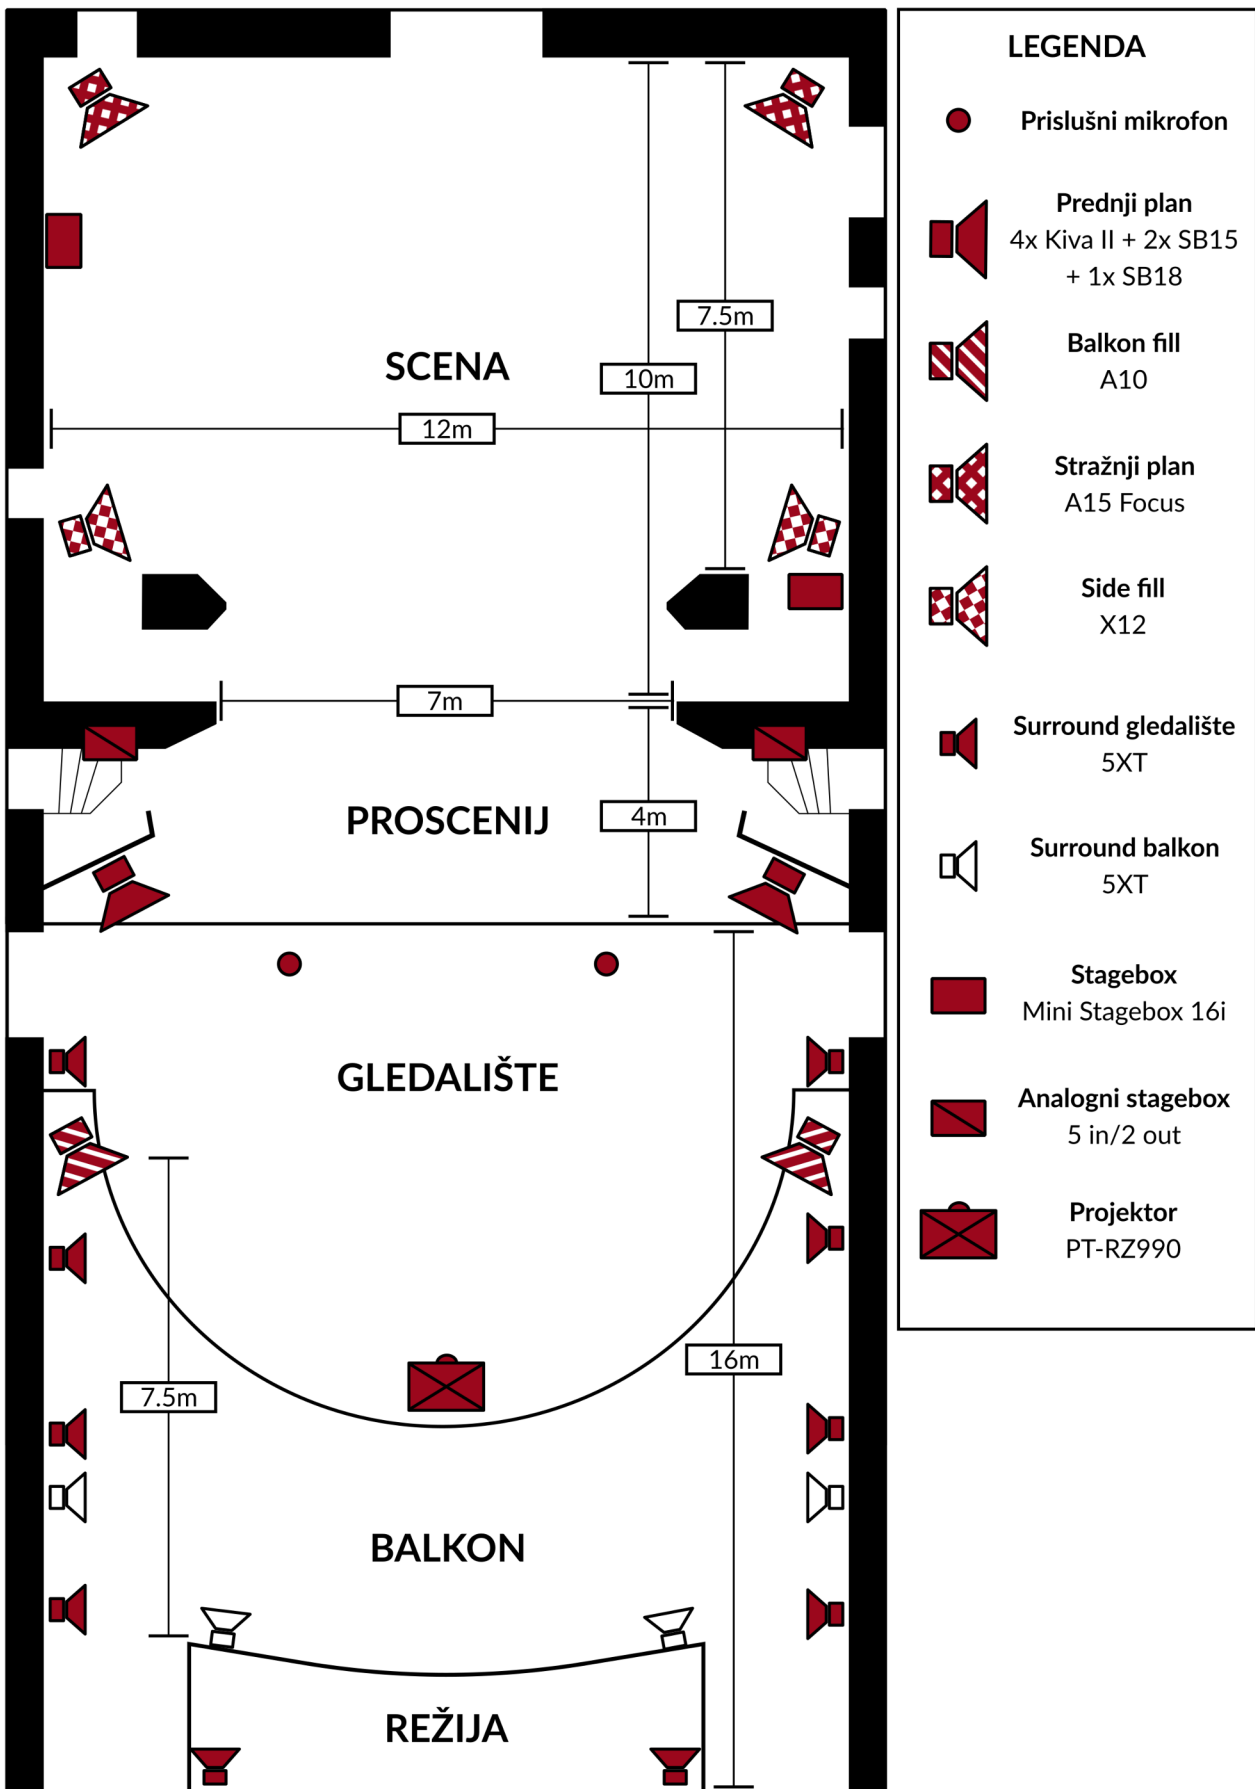 7.5m
SCENA
10m
12m
7m
PROSCENIJ
4m
GLEDALIŠTE
16m
7.5m
BALKON
REŽIJA
LEGENDA
Prislušni mikrofon
Prednji plan
4x Kiva II + 2x SB15
+ 1x SB18
Balkon fill
A10
Stražnji plan
A15 Focus
Side fill
X12
Surround gledalište
5XT
Surround balkon
5XT
Stagebox
Mini Stagebox 16i
Analogni stagebox
5 in/2 out
Projektor
PT-RZ990